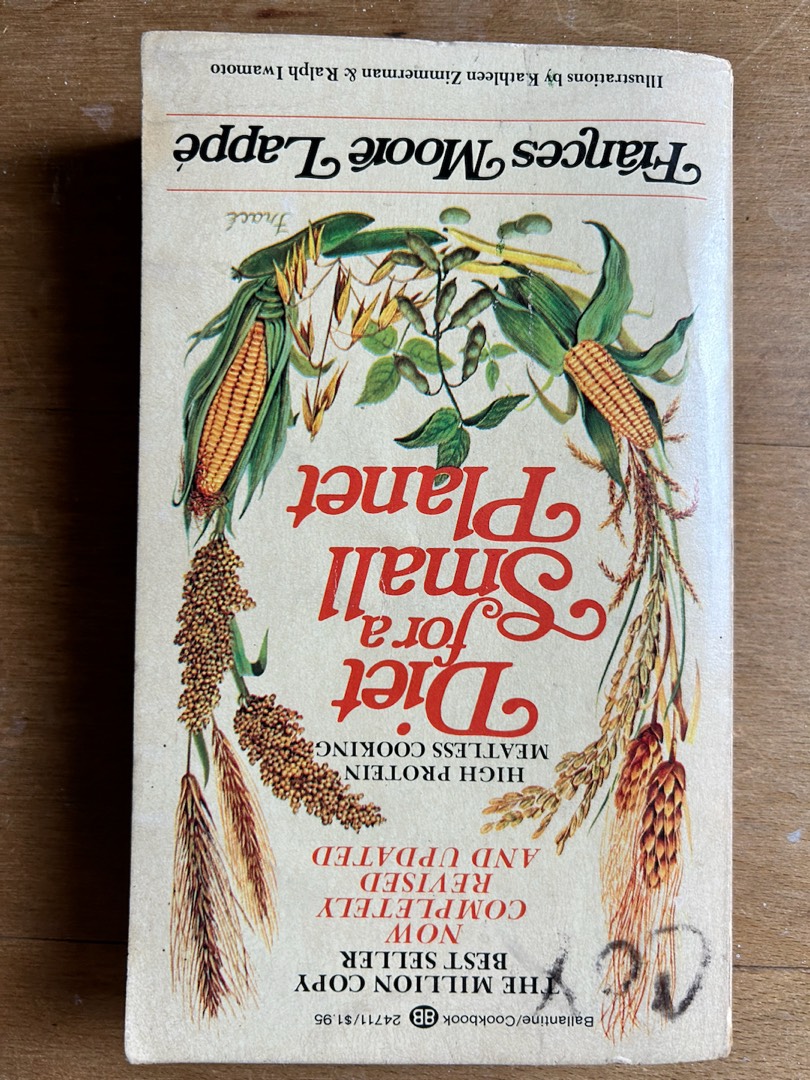 Ballantine/Cookbook BB 24711/$1.95
THE MILLION COPY
BEST SELLER
NOW
COMPLETELY
REVISED
AND UPDATED
HIGH PROTEIN
MEATLESS COOKING
Diet
for a
Small
Planet
Frances Moore Lappé
Illustrations by Kathleen Zimmerman & Ralph Iwamoto